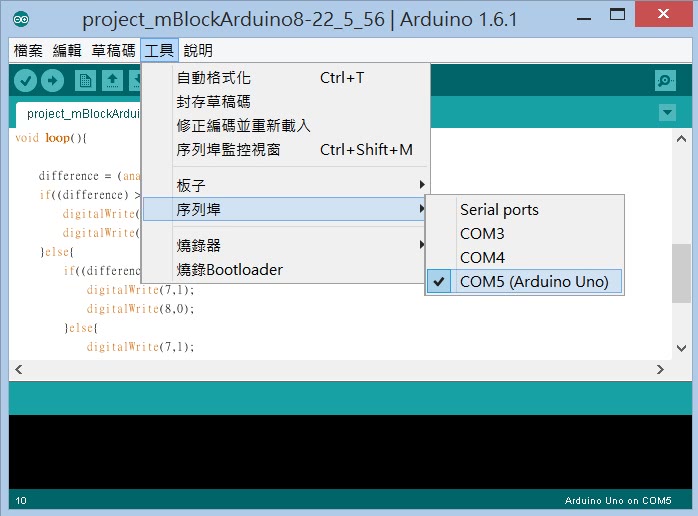 project_mBlockArduino8-22_5_56 | Arduino 1.6.1
檔案 編輯 草稿碼 工具 說明
自動格式化 Ctrl+T
封存草稿碼
修正編碼並重新載入
序列埠監控視窗 Ctrl+Shift+M
板子
序列埠
燒錄器
燒錄Bootloader
Serial ports
COM3
COM4
COM5 (Arduino Uno)
project_mBlockArdui
void loop(){
difference = (ana
if((difference) >
digitalWrite(
digitalWrite(
}else{
if((differenc
digitalWrite(7,1);
digitalWrite(8,0);
}else{
digitalWrite(7,1);
10
Arduino Uno on COM5